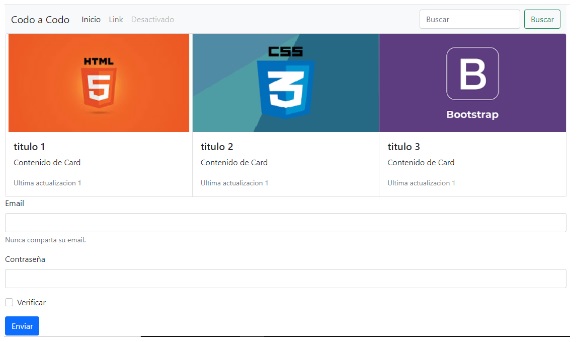 Codo a Codo Inicio Link Desactivado Buscar Buscar
HTML
5
CSS
3
B
Bootstrap
titulo 1
Contenido de Card
Ultima actualizacion 1
titulo 2
Contenido de Card
Ultima actualizacion 1
titulo 3
Contenido de Card
Ultima actualizacion 1
Email
Nunca comparta su email.
Contraseña
Verificar
Enviar